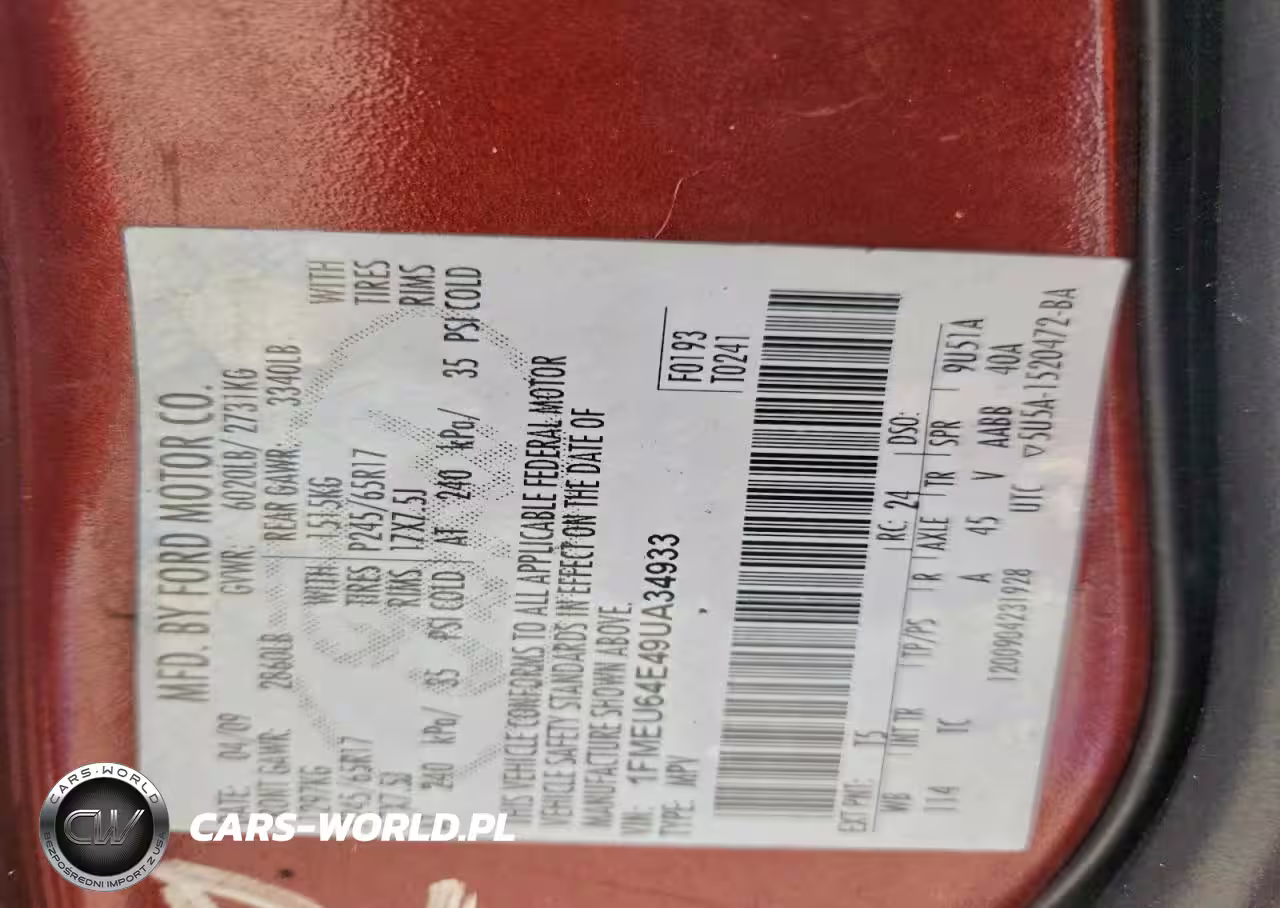 MFD. BY FORD MOTOR CO.
DATE: 04/09 GVWR: 6020LB/ 2731KG
FRONT GAWR: 2860LB REAR GAWR: 3340LB
1297KG WITH 1515KG WITH
TIRES P245/65R17 TIRES
17X7.5J RIMS 17X7.5J RIMS
240 kPa/ 35 PSI COLD AT 240 kPa/ 35 PSI COLD
THIS VEHICLE CONFORMS TO ALL APPLICABLE FEDERAL MOTOR
VEHICLE SAFETY STANDARDS IN EFFECT ON THE DATE OF
MANUFACTURE SHOWN ABOVE.
VIN: 1FMEU64E49UA34933 F0193
TYPE: MPV T0241
EXT PNT: T5 RC: 24 DSO:
WB INT TR TP/PS R AXLE TR SPR 9U51A
114 TC A 45 V AABB 40A
1200904231928 UTC ▽5U5A-1520472-BA
CARS-WORLD
CW
BEZPOŚREDNI IMPORT Z USA
CARS-WORLD.PL